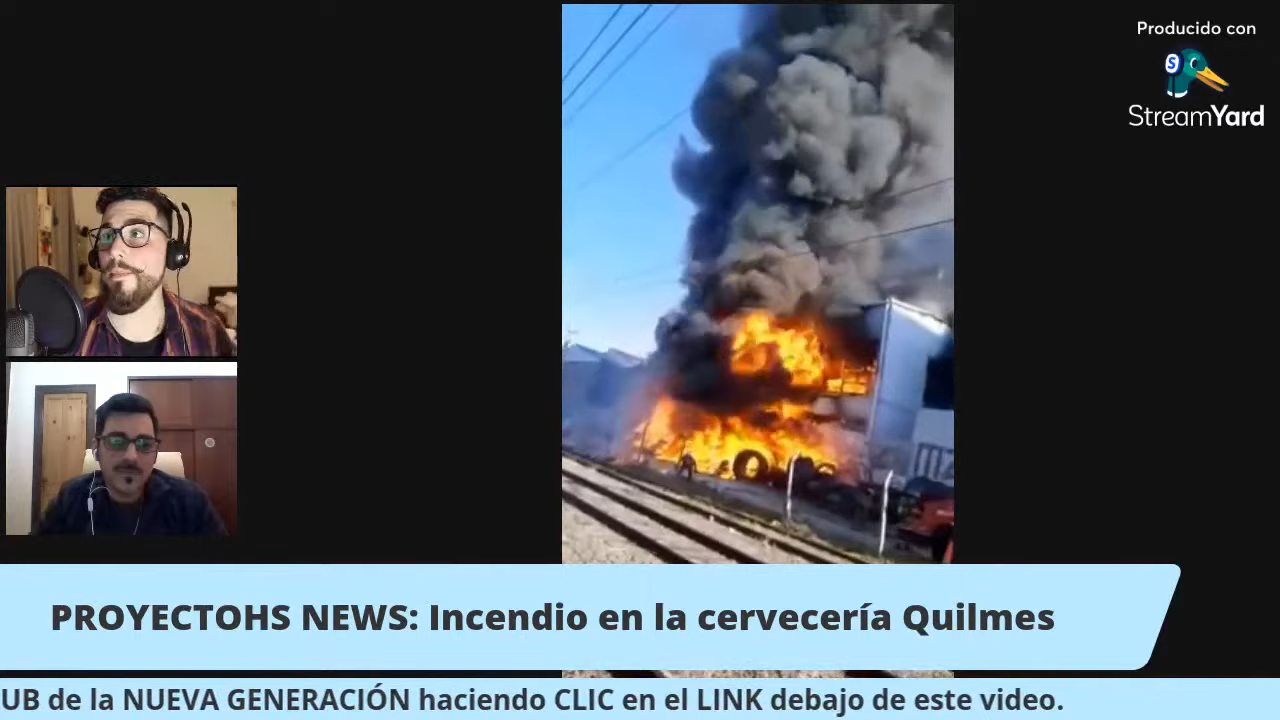 Producido con
StreamYard
PROYECTOHS NEWS: Incendio en la cervecería Quilmes
UB de la NUEVA GENERACIÓN haciendo CLIC en el LINK debajo de este video.